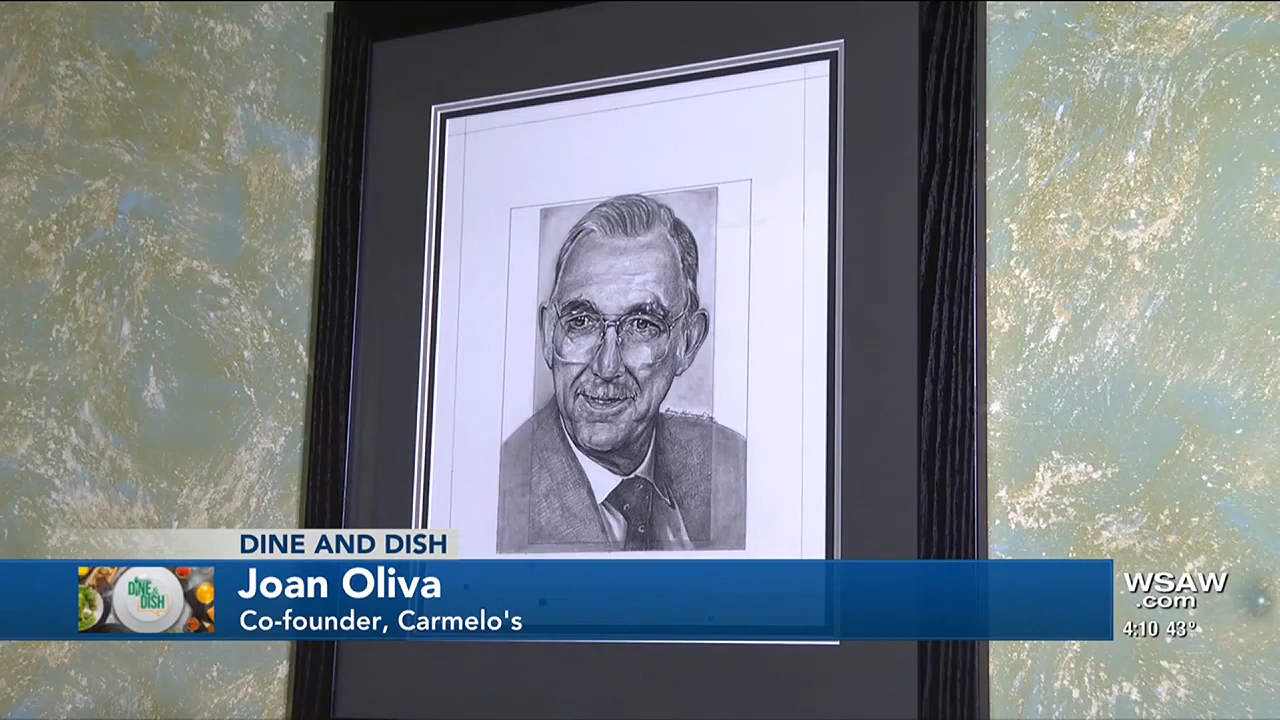 DINE AND DISH
DINE &
DISH
Joan Oliva
Co-founder, Carmelo's
WSAW
.com
4:10 43°